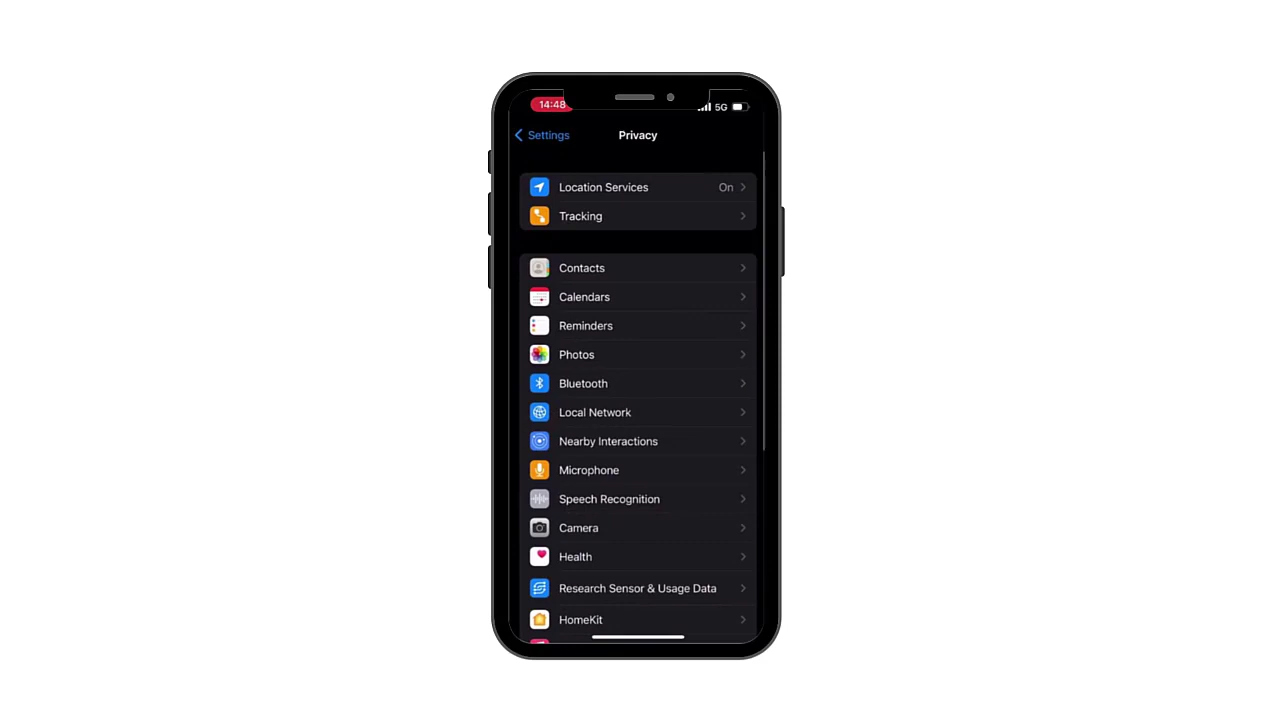 14:48
5G
Settings
Privacy
Location Services On
Tracking
Contacts
Calendars
Reminders
Photos
Bluetooth
Local Network
Nearby Interactions
Microphone
Speech Recognition
Camera
Health
Research Sensor & Usage Data
HomeKit